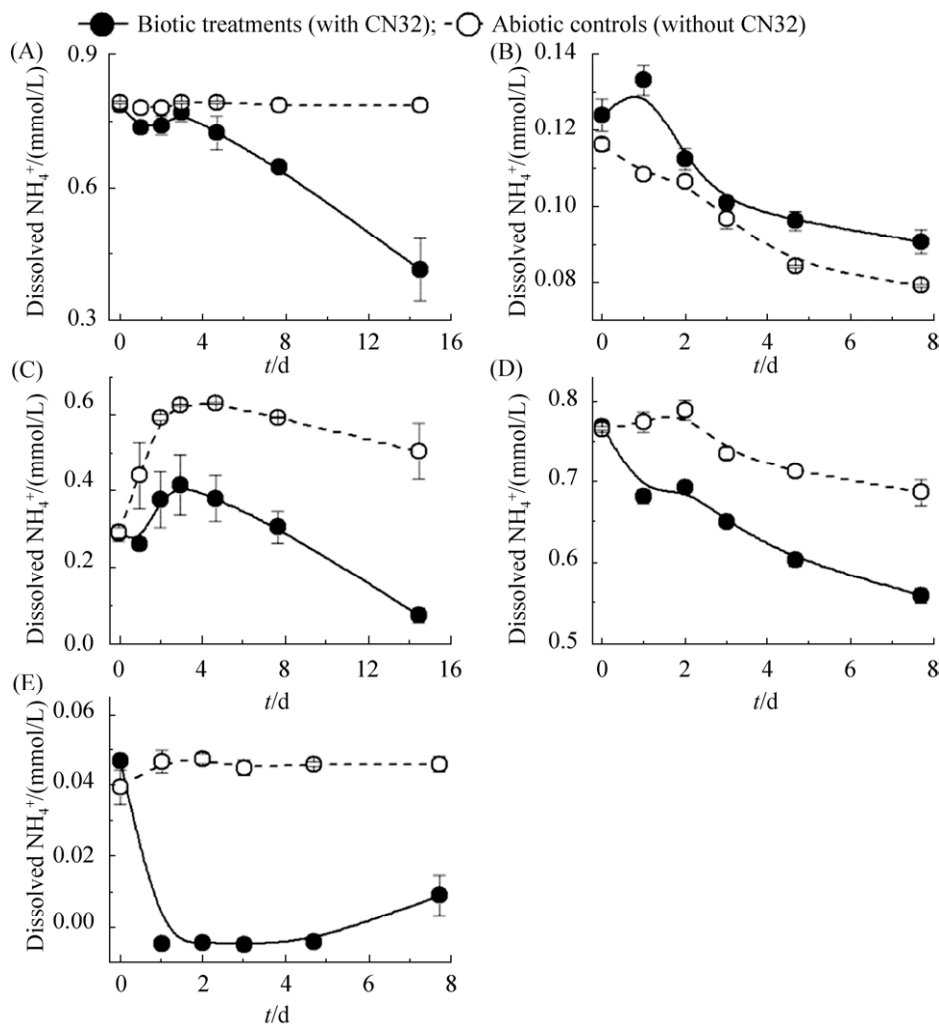 Biotic treatments (with CN32); Abiotic controls (without CN32)
(A)
0.9
0.6
0.3
Dissolved NH₄⁺/(mmol/L)
0 4 8 12 16
t/d
(B)
0.14
0.12
0.10
0.08
Dissolved NH₄⁺/(mmol/L)
0 2 4 6 8
t/d
(C)
0.6
0.4
0.2
0.0
Dissolved NH₄⁺/(mmol/L)
0 4 8 12 16
t/d
(D)
0.8
0.7
0.6
0.5
Dissolved NH₄⁺/(mmol/L)
0 2 4 6 8
t/d
(E)
0.06
0.04
0.02
0.00
Dissolved NH₄⁺/(mmol/L)
0 2 4 6 8
t/d